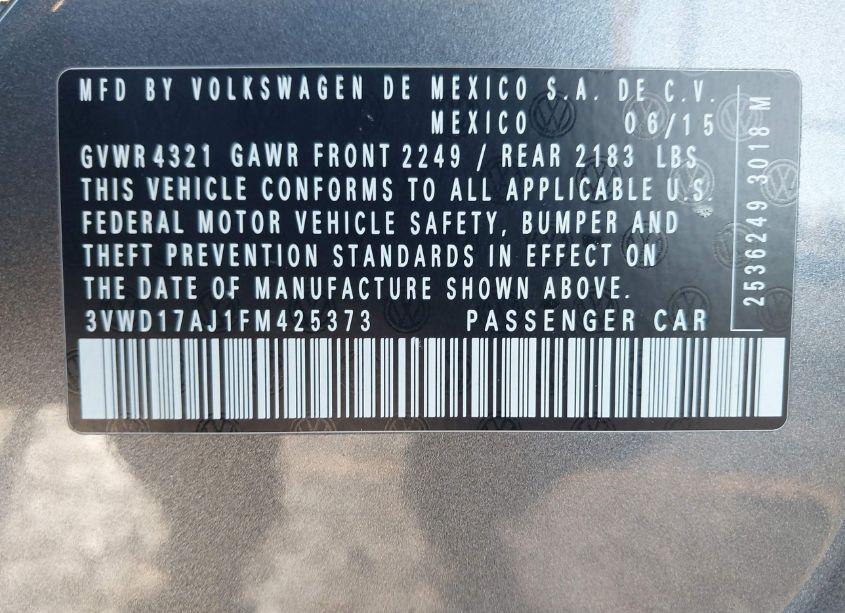 MFD BY VOLKSWAGEN DE MEXICO S.A. DE C.V.
MEXICO 06/15
GVWR 4321 GAWR FRONT 2249 / REAR 2183 LBS
THIS VEHICLE CONFORMS TO ALL APPLICABLE U.S.
FEDERAL MOTOR VEHICLE SAFETY, BUMPER AND
THEFT PREVENTION STANDARDS IN EFFECT ON
THE DATE OF MANUFACTURE SHOWN ABOVE.
3VWD17AJ1FM425373 PASSENGER CAR
2536249 3018 M